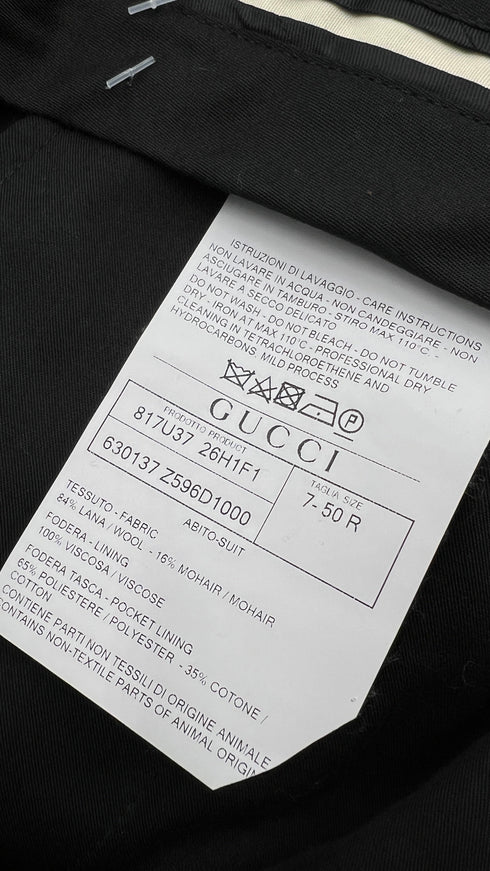 ISTRUZIONI DI LAVAGGIO - CARE INSTRUCTIONS
NON LAVARE IN ACQUA - NON CANDEGGIARE - NON
ASCIUGARE IN TAMBURO - STIRO MAX 110°C. -
LAVARE A SECCO DELICATO
DO NOT WASH - DO NOT BLEACH - DO NOT TUMBLE
DRY - IRON AT MAX 110°C - PROFESSIONAL DRY
CLEANING IN TETRACHLOROETHENE AND
HYDROCARBONS MILD PROCESS
P
GUCCI
PRODOTTO PRODUCT
817U37 26H1F1
TAGLIA SIZE
7- 50 R
630137 Z596D1000
ABITO-SUIT
TESSUTO - FABRIC
84% LANA / WOOL - 16% MOHAIR / MOHAIR
FODERA - LINING
100% VISCOSA / VISCOSE
FODERA TASCA - POCKET LINING
65% POLIESTERE / POLYESTER - 35% COTONE /
COTTON
CONTIENE PARTI NON TESSILI DI ORIGINE ANIMALE
CONTAINS NON-TEXTILE PARTS OF ANIMAL ORIGIN